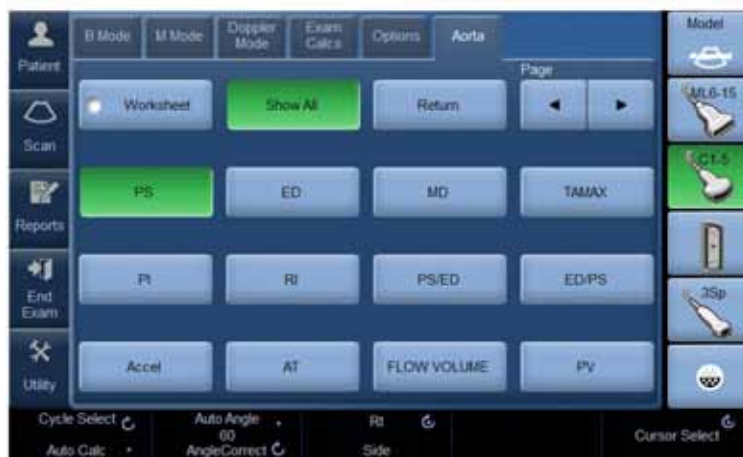 Patient
B Mode
M Mode
Doppler
Mode
Exam
Calcs
Options
Aorta
Model
Page
Worksheet
Show All
Return
ML6-15
Scan
C1-5
PS
ED
MD
TAMAX
Reports
PI
RI
PS/ED
ED/PS
End
Exam
3Sp
Accel
AT
FLOW VOLUME
PV
Utility
Cycle Select
Auto Angle
Rt
60
Cursor Select
Auto Calc
AngleCorrect
Side